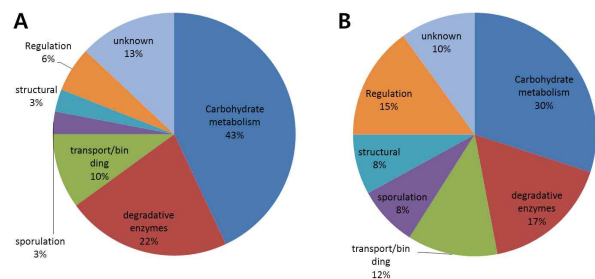 A
unknown
13%
Regulation
6%
structural
3%
Carbohydrate
metabolism
43%
transport/bin
ding
10%
degradative
enzymes
22%
sporulation
3%
B
unknown
10%
Carbohydrate
metabolism
30%
Regulation
15%
structural
8%
sporulation
8%
degradative
enzymes
17%
transport/bin
ding
12%